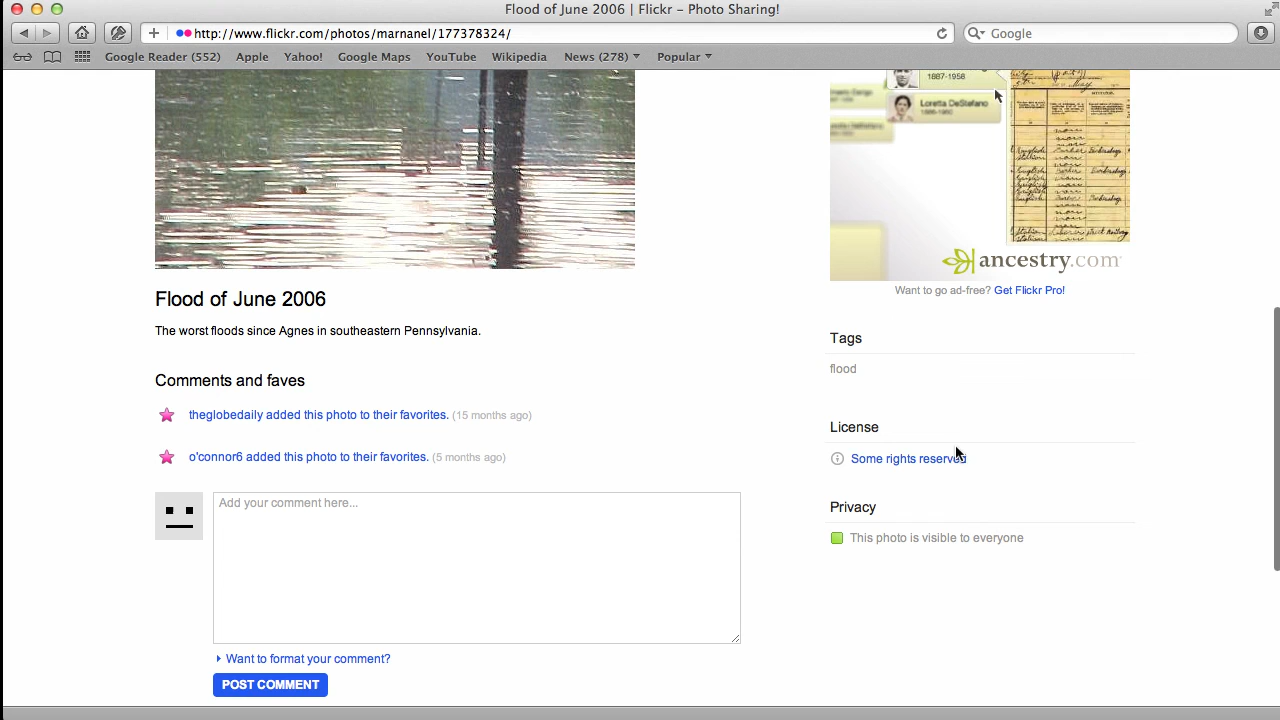 Flood of June 2006 | Flickr – Photo Sharing!
http://www.flickr.com/photos/marnanel/177378324/
Google
Google Reader (552) Apple Yahoo! Google Maps YouTube Wikipedia News (278) Popular
1887-1958
Loretta DeStefano
ancestry.com
Want to go ad-free? Get Flickr Pro!
Flood of June 2006
The worst floods since Agnes in southeastern Pennsylvania.
Comments and faves
theglobedaily added this photo to their favorites. (15 months ago)
o'connor6 added this photo to their favorites. (5 months ago)
Add your comment here...
Want to format your comment?
POST COMMENT
Tags
flood
License
Some rights reserved
Privacy
This photo is visible to everyone